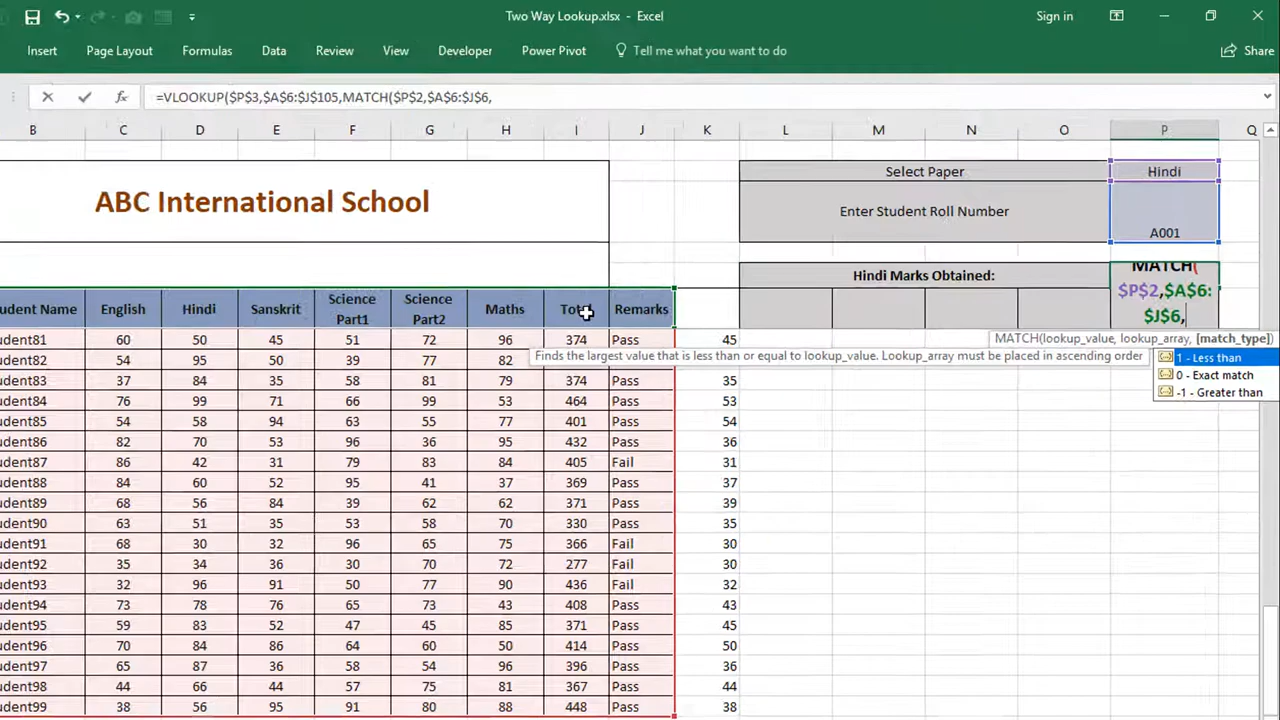 Two Way Lookup.xlsx - Excel
Sign in
Insert Page Layout Formulas Data Review View Developer Power Pivot Tell me what you want to do Share
=VLOOKUP($P$3,$A$6:$J$105,MATCH($P$2,$A$6:$J$6,
B C D E F G H I J K L M N O P Q
ABC International School
Select Paper Hindi
Enter Student Roll Number
A001
Hindi Marks Obtained:
MATCH(
$P$2,$A$6:
$J$6,
udent Name English Hindi Sanskrit Science Part1 Science Part2 Maths Remarks
MATCH(lookup_value, lookup_array, [match_type])
Finds the largest value that is less than or equal to lookup_value. Lookup_array must be placed in ascending order
1 - Less than
0 - Exact match
-1 - Greater than
udent81 60 50 45 51 72 96 374 Pass 45
udent82 54 95 50 39 77 82
udent83 37 84 35 58 81 79 374 Pass 35
udent84 76 99 71 66 99 53 464 Pass 53
udent85 54 58 94 63 55 77 401 Pass 54
udent86 82 70 53 96 36 95 432 Pass 36
udent87 86 42 31 79 83 84 405 Fail 31
udent88 84 60 52 95 41 37 369 Pass 37
udent89 68 56 84 39 62 62 371 Pass 39
udent90 63 51 35 53 58 70 330 Pass 35
udent91 68 30 32 96 65 75 366 Fail 30
udent92 35 34 36 30 70 72 277 Fail 30
udent93 32 96 91 50 77 90 436 Fail 32
udent94 73 78 76 65 73 43 408 Pass 43
udent95 59 83 52 47 45 85 371 Pass 45
udent96 70 84 86 64 60 50 414 Pass 50
udent97 65 87 36 58 54 96 396 Pass 36
udent98 44 66 44 57 75 81 367 Pass 44
udent99 38 56 95 91 80 88 448 Pass 38